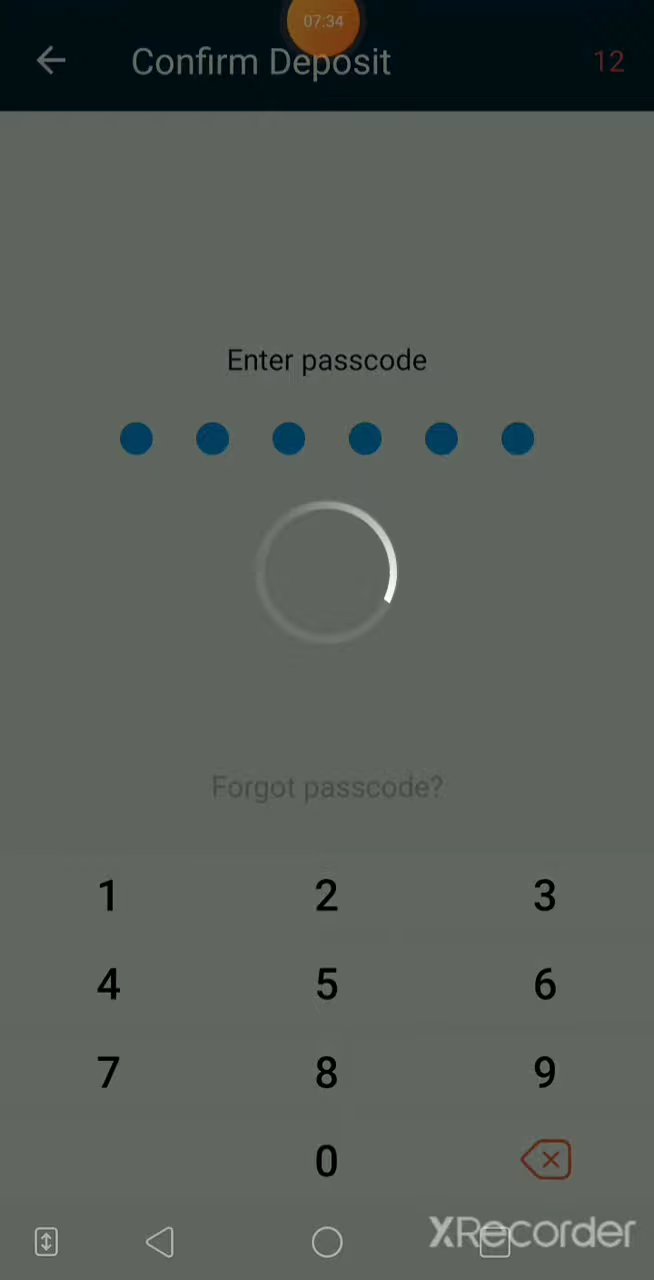 07:34
Confirm Deposit
12
Enter passcode
Forgot passcode?
1 2 3
4 5 6
7 8 9
0
XRecorder